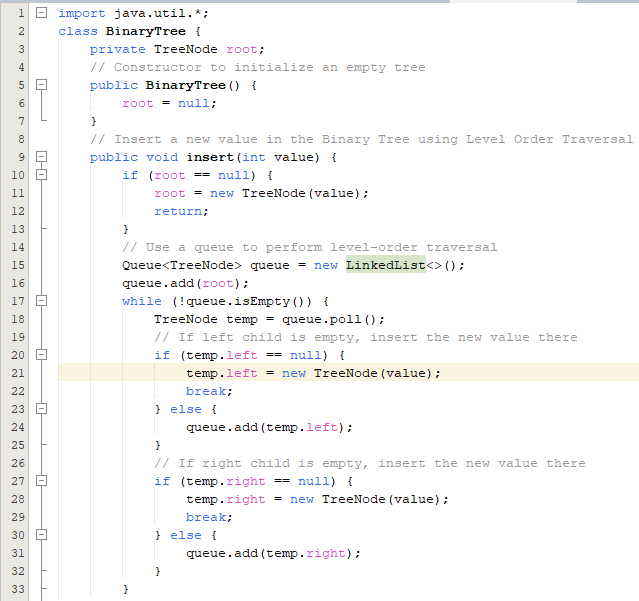 1 import java.util.*;
2 class BinaryTree {
3     private TreeNode root;
4     // Constructor to initialize an empty tree
5     public BinaryTree() {
6         root = null;
7     }
8     // Insert a new value in the Binary Tree using Level Order Traversal
9     public void insert(int value) {
10         if (root == null) {
11             root = new TreeNode(value);
12             return;
13         }
14         // Use a queue to perform level-order traversal
15         Queue<TreeNode> queue = new LinkedList<>();
16         queue.add(root);
17         while (!queue.isEmpty()) {
18             TreeNode temp = queue.poll();
19             // If left child is empty, insert the new value there
20             if (temp.left == null) {
21                 temp.left = new TreeNode(value);
22                 break;
23             } else {
24                 queue.add(temp.left);
25             }
26             // If right child is empty, insert the new value there
27             if (temp.right == null) {
28                 temp.right = new TreeNode(value);
29                 break;
30             } else {
31                 queue.add(temp.right);
32             }
33         }